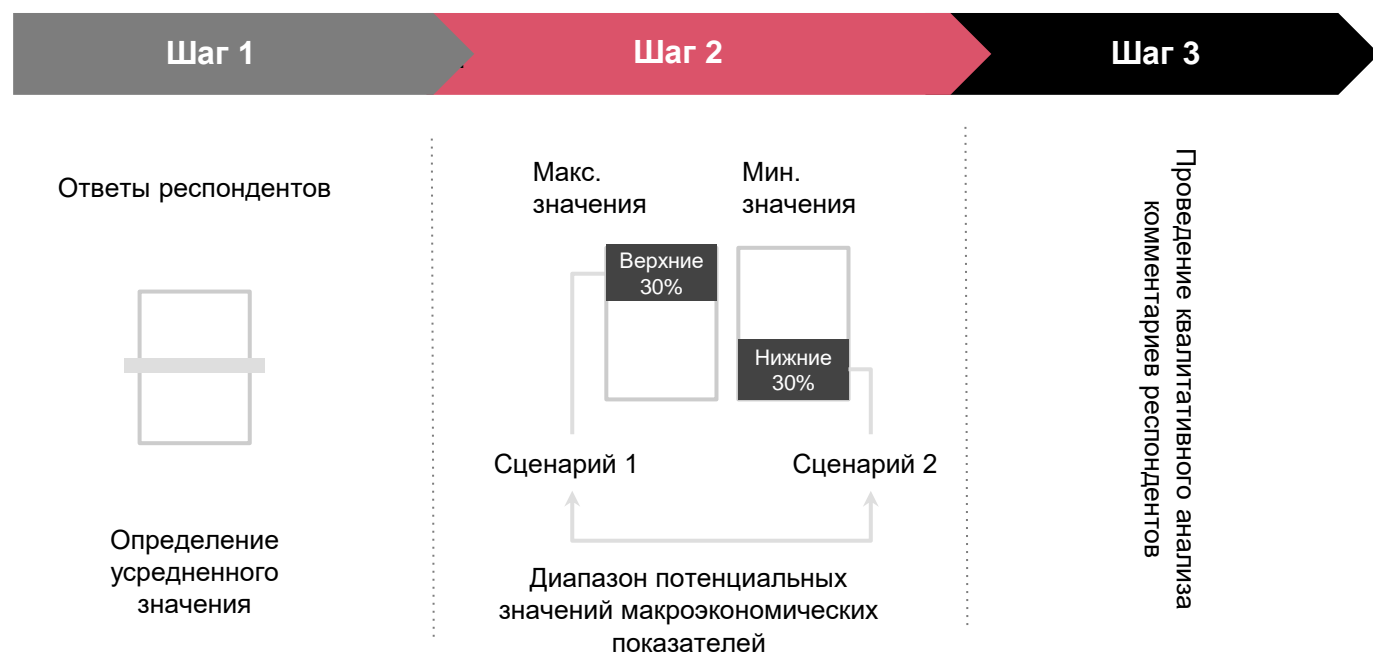 Шаг 1
Шаг 2
Шаг 3
Ответы респондентов
Определение
усредненного
значения
Макс.
значения
Мин.
значения
Верхние
30%
Нижние
30%
Сценарий 1
Сценарий 2
Диапазон потенциальных
значений макроэкономических
показателей
Проведение квалитативного анализа
комментариев респондентов